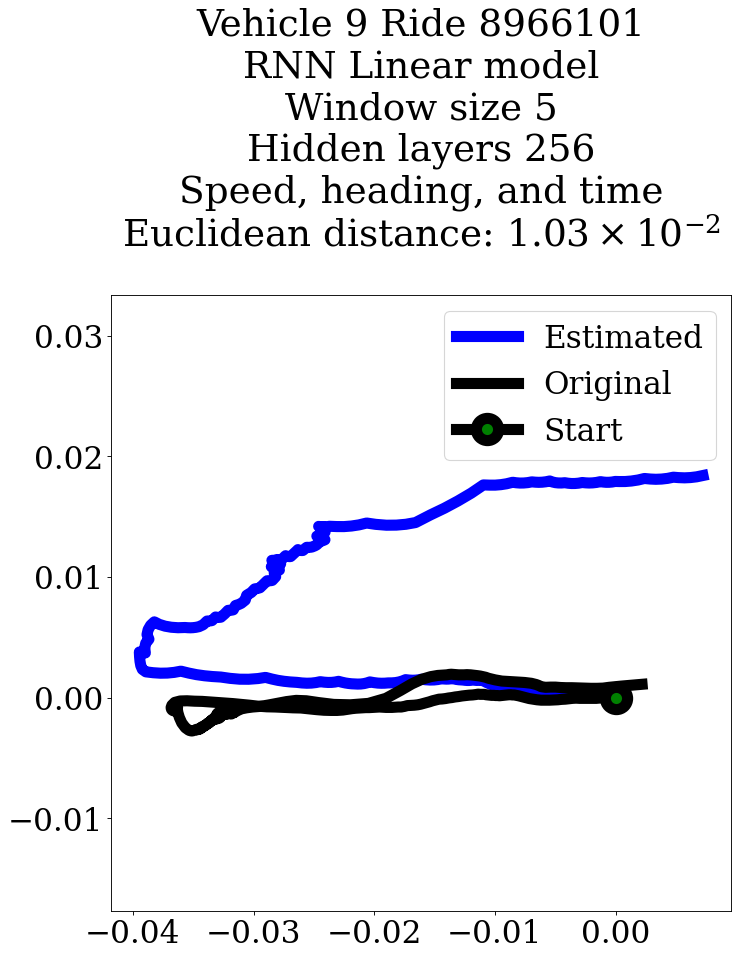 Vehicle 9 Ride 8966101
RNN Linear model
Window size 5
Hidden layers 256
Speed, heading, and time
Euclidean distance: 1.03 × 10⁻²
Estimated
Original
Start
0.03
0.02
0.01
0.00
−0.01
−0.04 −0.03 −0.02 −0.01 0.00